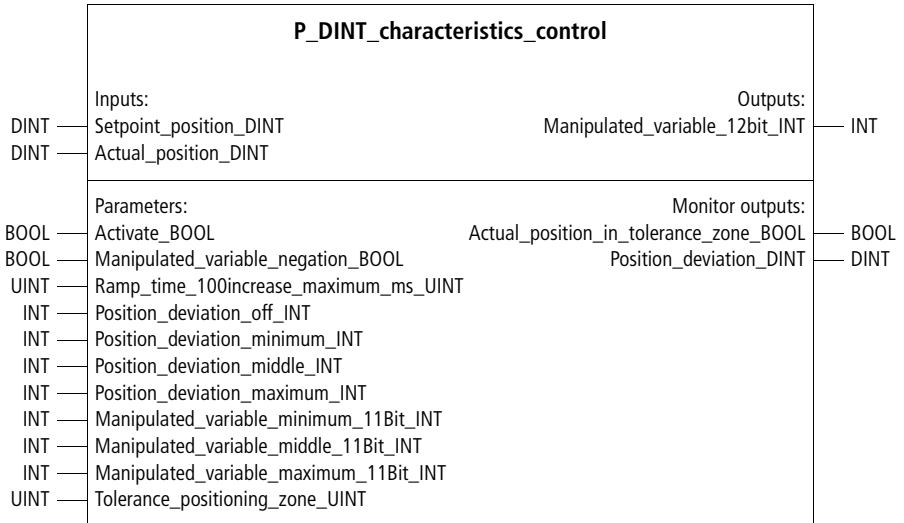 P_DINT_characteristics_control
Inputs: Outputs:
DINT Setpoint_position_DINT Manipulated_variable_12bit_INT INT
DINT Actual_position_DINT
Parameters: Monitor outputs:
BOOL Activate_BOOL Actual_position_in_tolerance_zone_BOOL BOOL
BOOL Manipulated_variable_negation_BOOL Position_deviation_DINT DINT
UINT Ramp_time_100increase_maximum_ms_UINT
INT Position_deviation_off_INT
INT Position_deviation_minimum_INT
INT Position_deviation_middle_INT
INT Position_deviation_maximum_INT
INT Manipulated_variable_minimum_11Bit_INT
INT Manipulated_variable_middle_11Bit_INT
INT Manipulated_variable_maximum_11Bit_INT
UINT Tolerance_positioning_zone_UINT